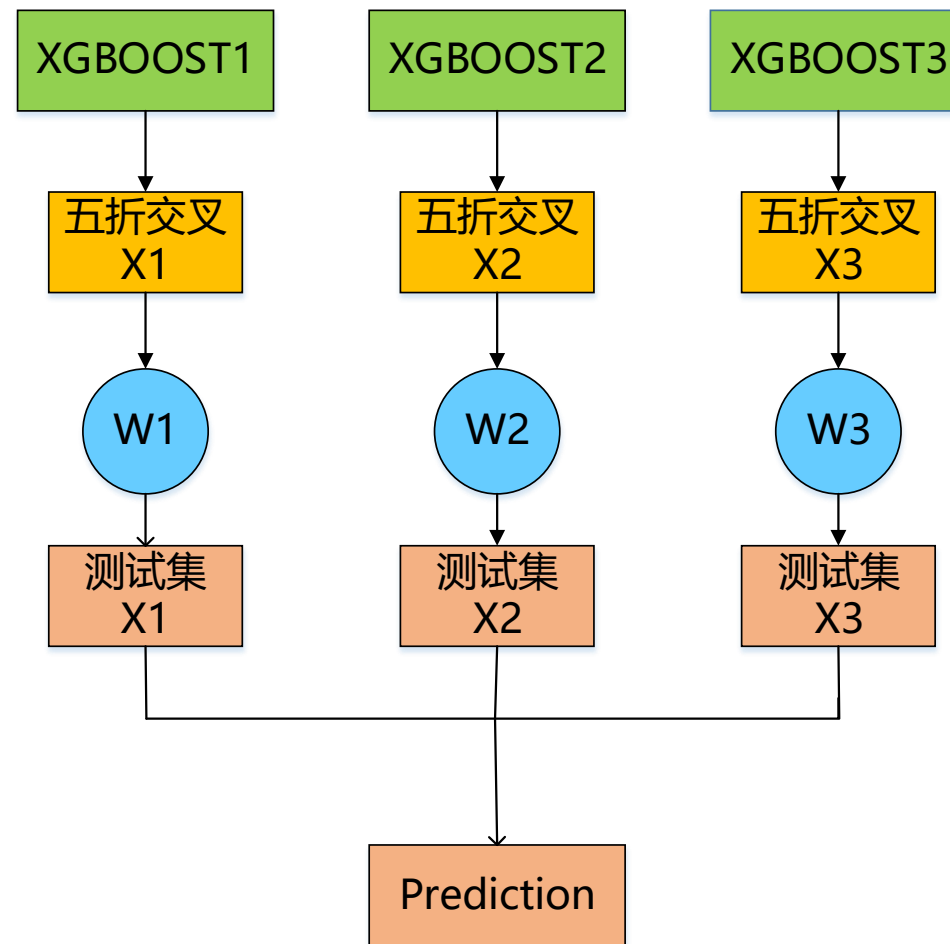 XGBOOST1
XGBOOST2
XGBOOST3
五折交叉
X1
五折交叉
X2
五折交叉
X3
W1
W2
W3
测试集
X1
测试集
X2
测试集
X3
Prediction